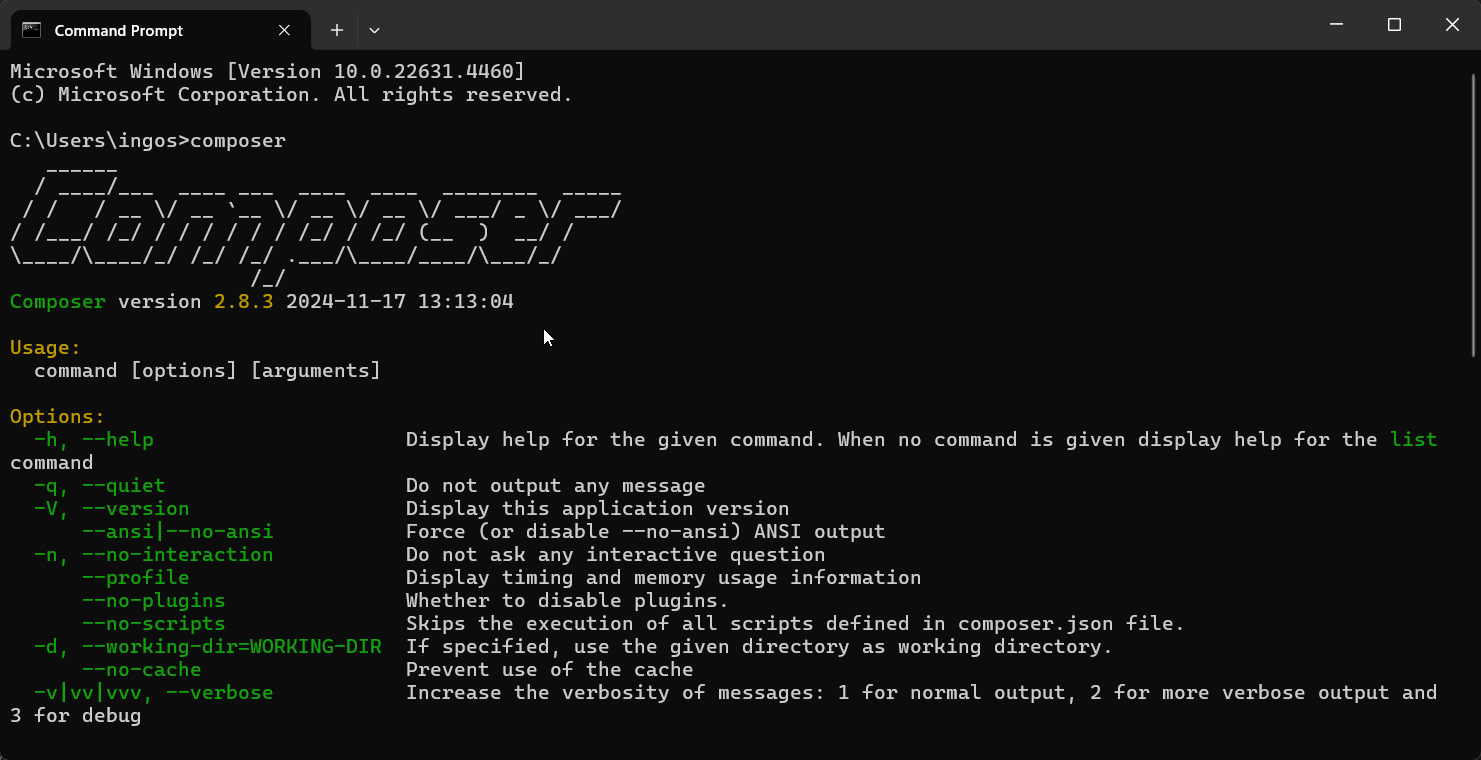 Command Prompt
Microsoft Windows [Version 10.0.22631.4460]
(c) Microsoft Corporation. All rights reserved.
C:\Users\ingos>composer
   ______
  / ____/___  ____ ___  ____  ____  ________  _____
 / /   / __ \/ __ `__ \/ __ \/ __ \/ ___/ _ \/ ___/
/ /___/ /_/ / / / / / / /_/ / /_/ (__  )  __/ /
\____/\____/_/ /_/ /_/ .___/\____/____/\___/_/
                    /_/
Composer version 2.8.3 2024-11-17 13:13:04
Usage:
  command [options] [arguments]
Options:
  -h, --help                     Display help for the given command. When no command is given display help for the list
command
  -q, --quiet                    Do not output any message
  -V, --version                  Display this application version
      --ansi|--no-ansi           Force (or disable --no-ansi) ANSI output
  -n, --no-interaction           Do not ask any interactive question
      --profile                  Display timing and memory usage information
      --no-plugins               Whether to disable plugins.
      --no-scripts               Skips the execution of all scripts defined in composer.json file.
  -d, --working-dir=WORKING-DIR  If specified, use the given directory as working directory.
      --no-cache                 Prevent use of the cache
  -v|vv|vvv, --verbose           Increase the verbosity of messages: 1 for normal output, 2 for more verbose output and
3 for debug